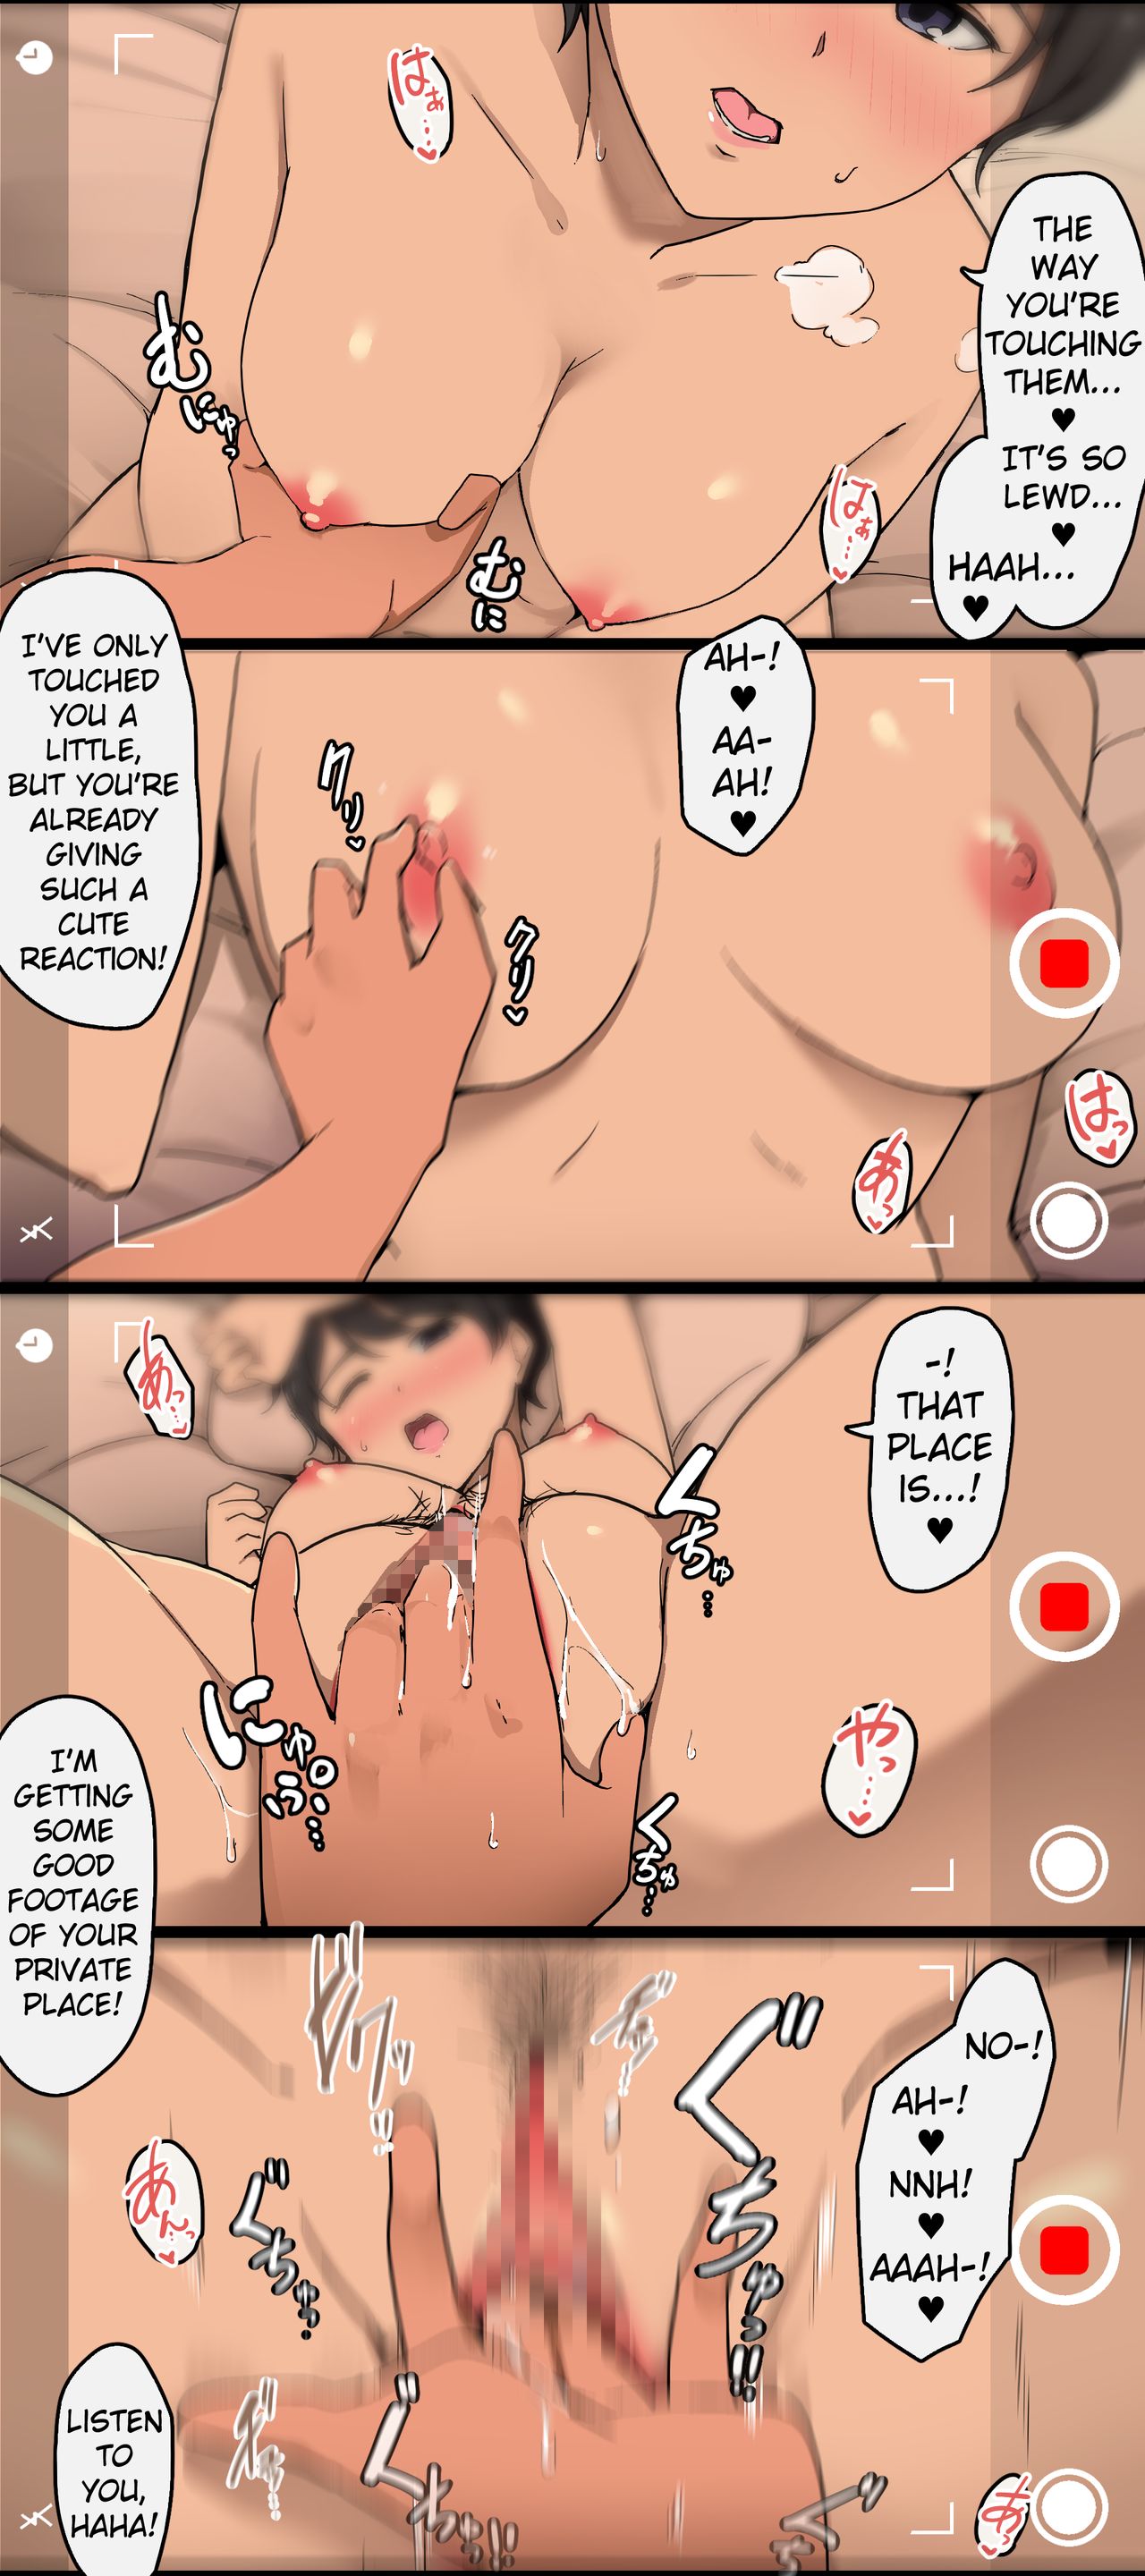 はぁ…♥
THE
WAY
YOU'RE
TOUCHING
THEM...
♥
IT'S SO
LEWD...
♥
HAAH...
♥
むにゅっ
はぁ…♥
むに
I'VE ONLY
TOUCHED
YOU A
LITTLE,
BUT YOU'RE
ALREADY
GIVING
SUCH A
CUTE
REACTION!
AH-!
♥
AA-
AH!
♥
クリ♥
クリ♥
はっ♥
あっ♥
あっ…♥
-!
THAT
PLACE
IS...!
♥
くちゅ…
にゅぷぅ…
やっ…♥
くちゅ…
I'M
GETTING
SOME
GOOD
FOOTAGE
OF YOUR
PRIVATE
PLACE!
NO-!
AH-!
♥
NNH!
♥
AAAH-!
♥
あんっ♥
ぐちゅ
ぐちゅっ!!
LISTEN
TO
YOU,
HAHA!
ぐちゅ!!
あっ♥